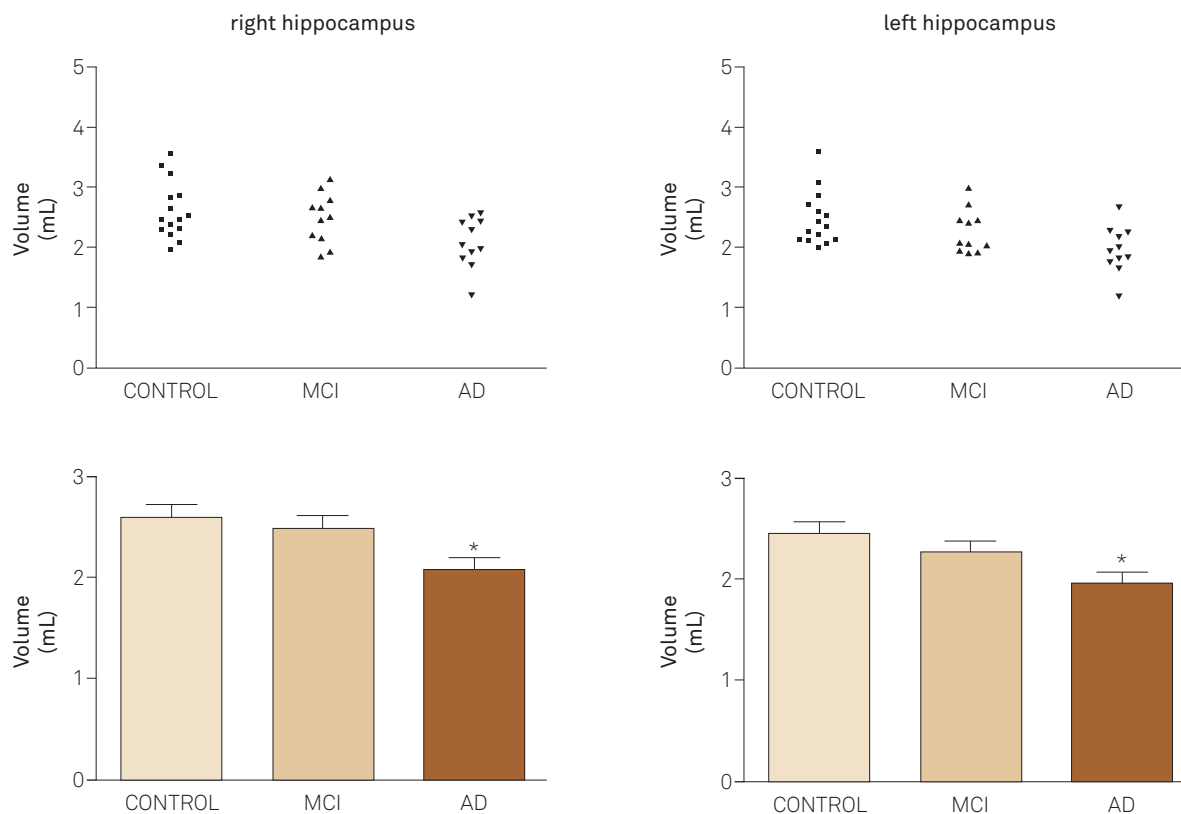 right hippocampus
5
4
3
2
1
0
Volume
(mL)
CONTROL MCI AD
left hippocampus
5
4
3
2
1
0
Volume
(mL)
CONTROL MCI AD
3
2
1
0
Volume
(mL)
*
CONTROL MCI AD
3
2
1
0
Volume
(mL)
*
CONTROL MCI AD